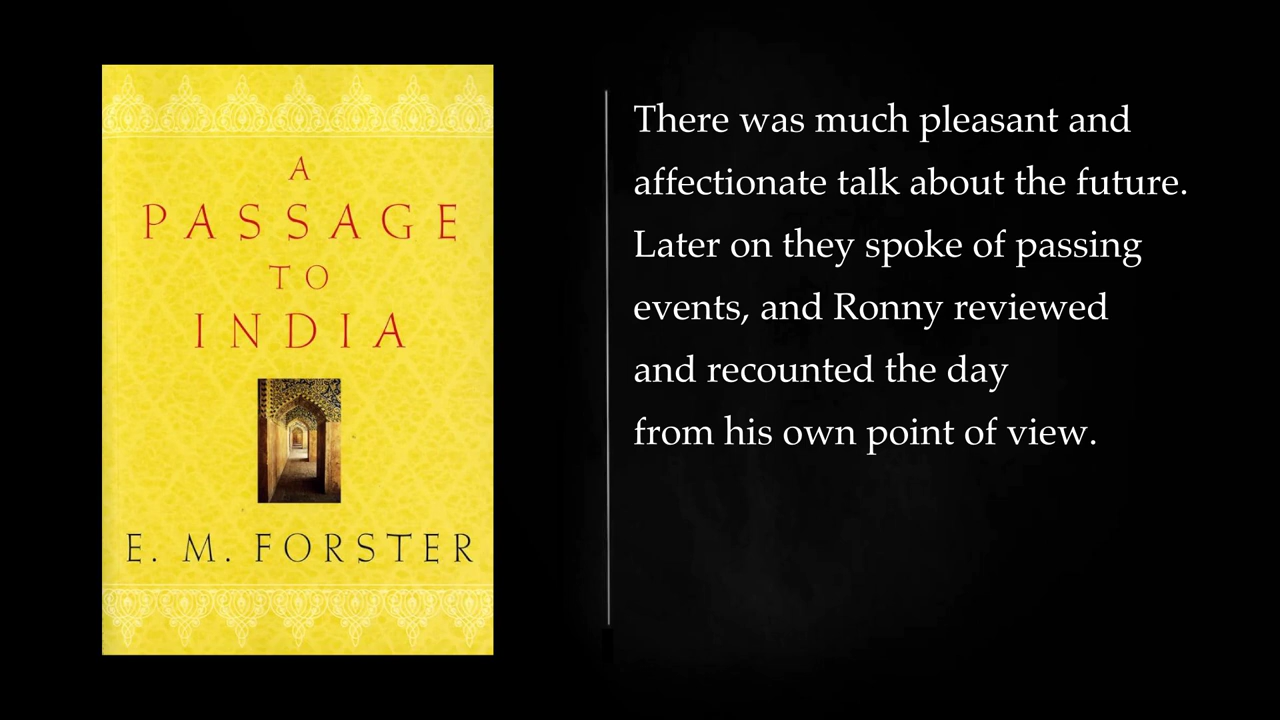 A
PASSAGE
TO
INDIA
E. M. FORSTER
There was much pleasant and
affectionate talk about the future.
Later on they spoke of passing
events, and Ronny reviewed
and recounted the day
from his own point of view.